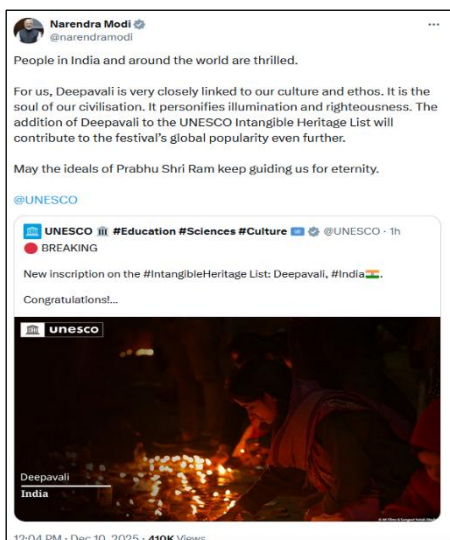 Narendra Modi
@narendramodi
People in India and around the world are thrilled.
For us, Deepavali is very closely linked to our culture and ethos. It is the
soul of our civilisation. It personifies illumination and righteousness. The
addition of Deepavali to the UNESCO Intangible Heritage List will
contribute to the festival's global popularity even further.
May the ideals of Prabhu Shri Ram keep guiding us for eternity.
@UNESCO
UNESCO 🏛️ #Education #Sciences #Culture 🇺🇳 @UNESCO · 1h
🔴 BREAKING
New inscription on the #IntangibleHeritage List: Deepavali, #India🇮🇳.
Congratulations!...
unesco
Deepavali
India
12:04 PM · Dec 10, 2025 · 410K Views